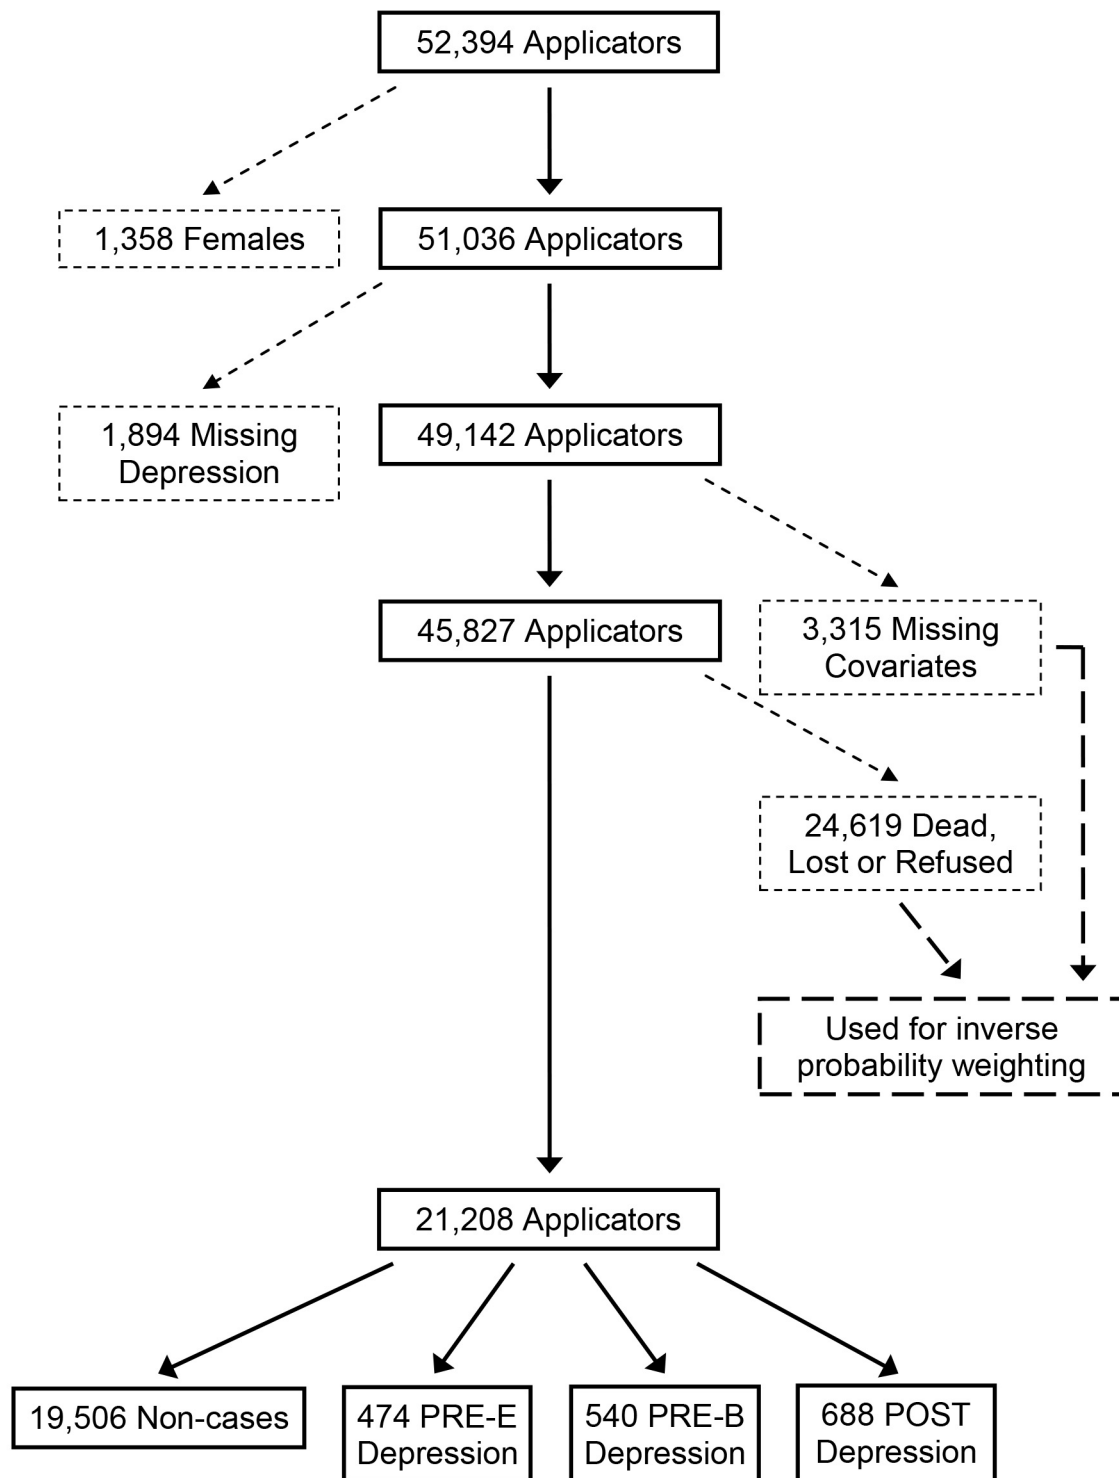 52,394 Applicators
1,358 Females
51,036 Applicators
1,894 Missing
Depression
49,142 Applicators
45,827 Applicators
3,315 Missing
Covariates
24,619 Dead,
Lost or Refused
Used for inverse
probability weighting
21,208 Applicators
19,506 Non-cases
474 PRE-E
Depression
540 PRE-B
Depression
688 POST
Depression